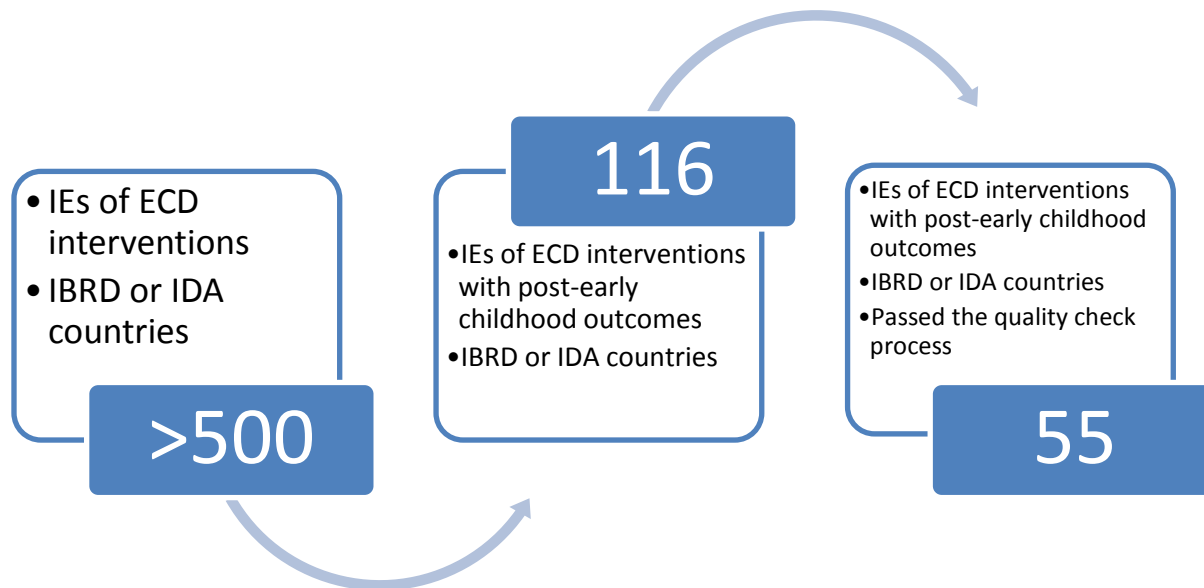 • IEs of ECD
interventions
• IBRD or IDA
countries
>500
116
•IEs of ECD interventions
with post-early
childhood outcomes
•IBRD or IDA countries
•IEs of ECD interventions
with post-early childhood
outcomes
•IBRD or IDA countries
•Passed the quality check
process
55